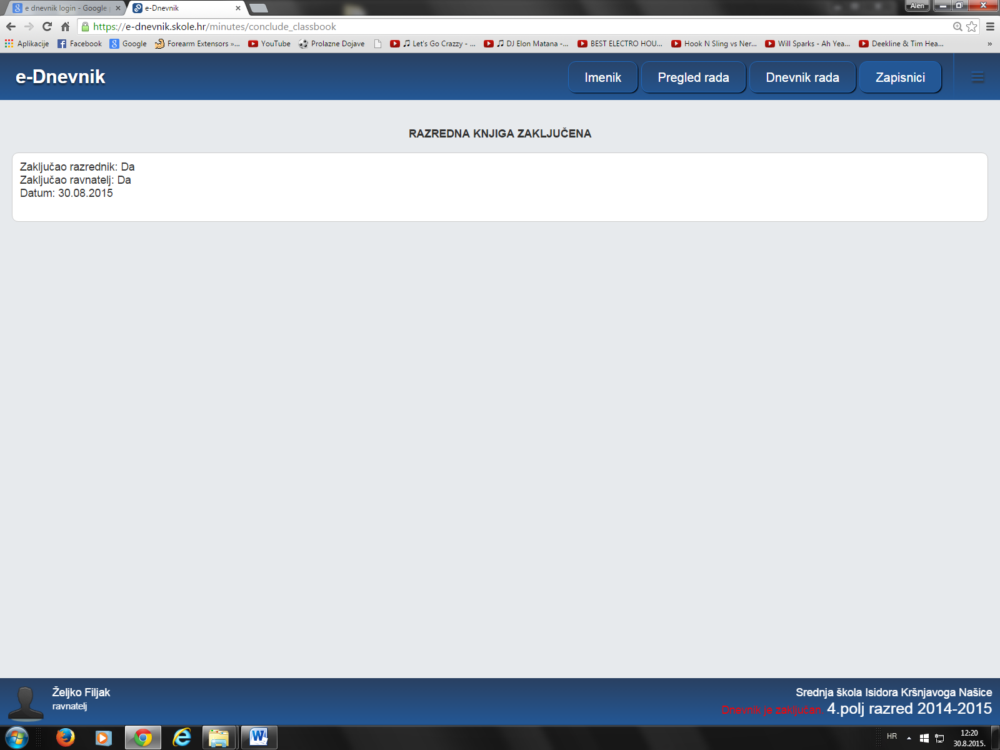 e dnevnik login - Google
e-Dnevnik
Alen
https://e-dnevnik.skole.hr/minutes/conclude_classbook
Aplikacije Facebook Google Forearm Extensors »... YouTube Prolazne Dojave ♫ Let's Go Crazzy - ... ♫ DJ Elon Matana -... BEST ELECTRO HOU... Hook N Sling vs Ner... Will Sparks - Ah Yea... Deekline & Tim Hea... »
e-Dnevnik
Imenik Pregled rada Dnevnik rada Zapisnici
RAZREDNA KNJIGA ZAKLJUČENA
Zaključao razrednik: Da
Zaključao ravnatelj: Da
Datum: 30.08.2015
Željko Filjak
ravnatelj
Srednja škola Isidora Kršnjavoga Našice
Dnevnik je zaključan. 4.polj razred 2014-2015
HR
12:20
30.8.2015.